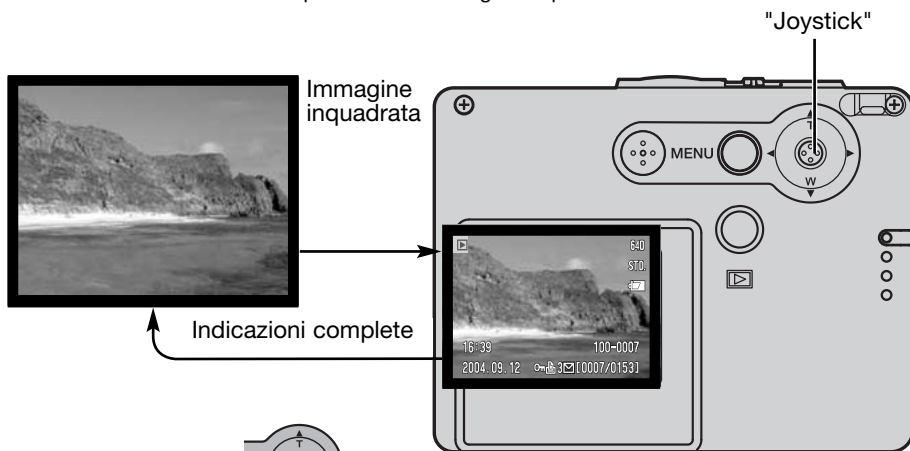 "Joystick"
Immagine
inquadrata
T
MENU
W
640
STD.
Indicazioni complete
16:39
100-0007
2004.09.12
3
[0007/0153]
T